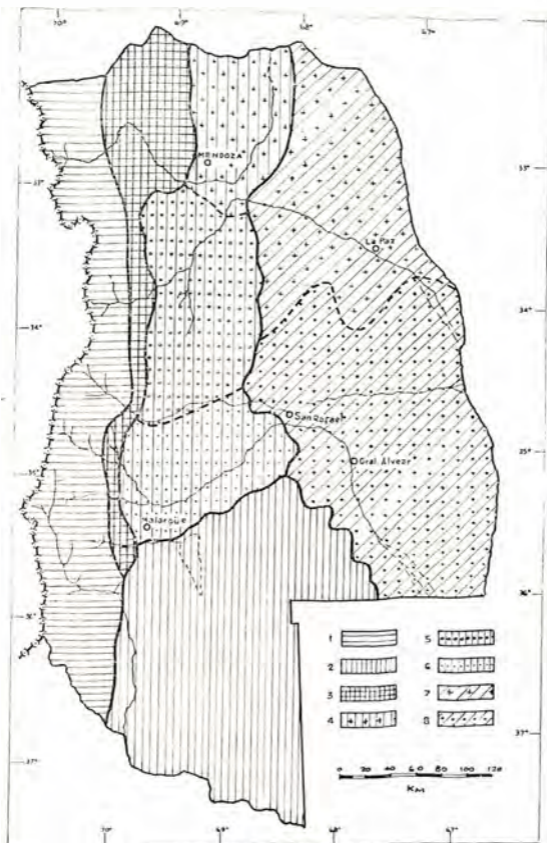 70° 69° 68° 67°
MENDOZA
33° 33°
La Paz
34° 34°
San Rafael
35° Gral. Alvear 35°
Malargüe
36° 36°
1 5
2 6
3 7
4 8
37° 37°
0 20 40 60 80 100 120
KM
70° 69° 68° 67°